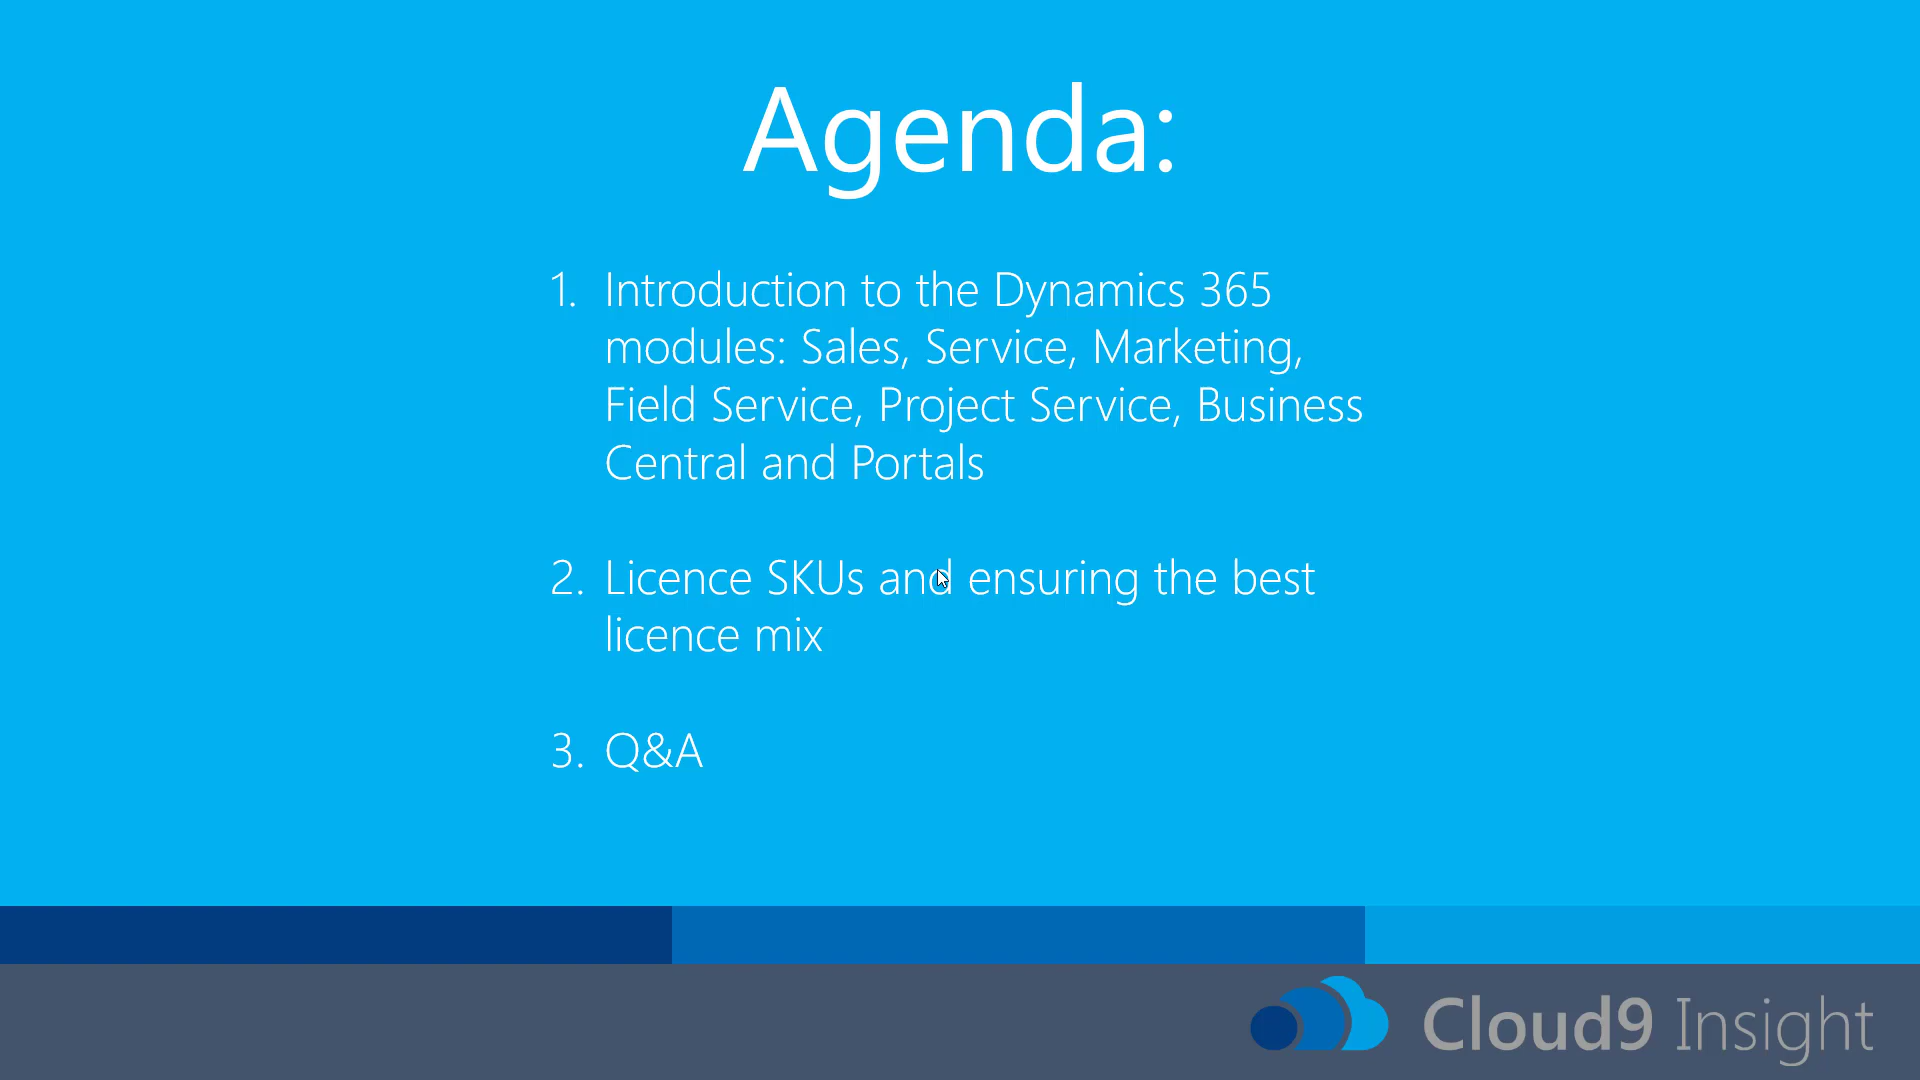 Agenda:
1. Introduction to the Dynamics 365
modules: Sales, Service, Marketing,
Field Service, Project Service, Business
Central and Portals
2. Licence SKUs and ensuring the best
licence mix
3. Q&A
Cloud9 Insight